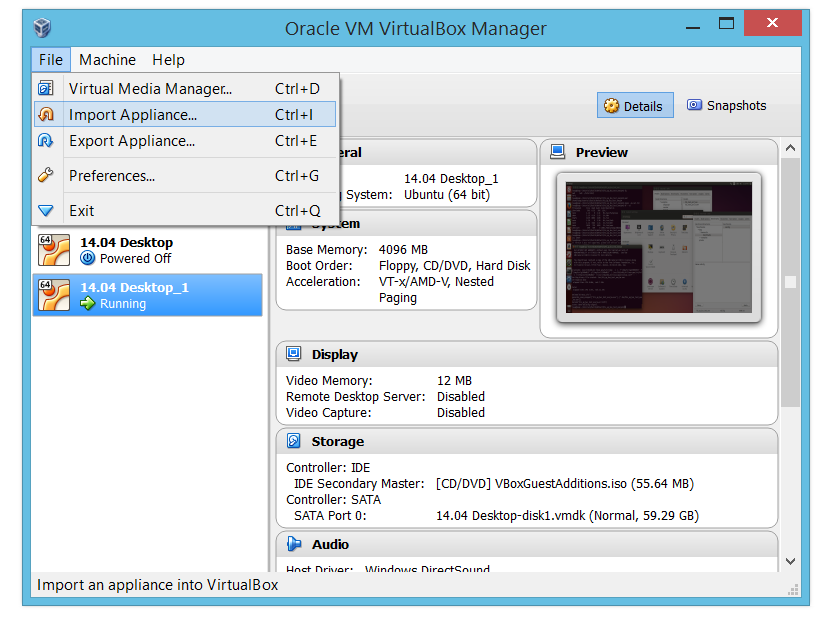 Oracle VM VirtualBox Manager
File Machine Help
Virtual Media Manager... Ctrl+D
Import Appliance... Ctrl+I
Export Appliance... Ctrl+E
Preferences... Ctrl+G
Exit Ctrl+Q
Details Snapshots
64
14.04 Desktop
Powered Off
64
14.04 Desktop_1
Running
eral
14.04 Desktop_1
System: Ubuntu (64 bit)
System
Base Memory: 4096 MB
Boot Order: Floppy, CD/DVD, Hard Disk
Acceleration: VT-x/AMD-V, Nested
Paging
Preview
Display
Video Memory: 12 MB
Remote Desktop Server: Disabled
Video Capture: Disabled
Storage
Controller: IDE
IDE Secondary Master: [CD/DVD] VBoxGuestAdditions.iso (55.64 MB)
Controller: SATA
SATA Port 0: 14.04 Desktop-disk1.vmdk (Normal, 59.29 GB)
Audio
Host Driver: Windows DirectSound
Import an appliance into VirtualBox